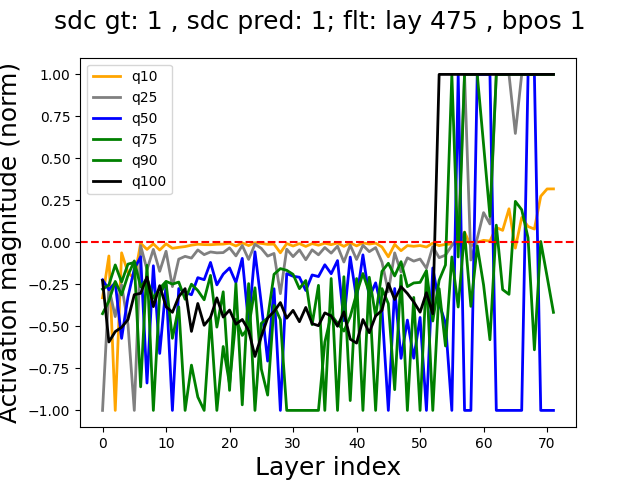 sdc gt: 1 , sdc pred: 1; flt: lay 475 , bpos 1
Activation magnitude (norm)
1.00
0.75
0.50
0.25
0.00
−0.25
−0.50
−0.75
−1.00
q10
q25
q50
q75
q90
q100
0 10 20 30 40 50 60 70
Layer index